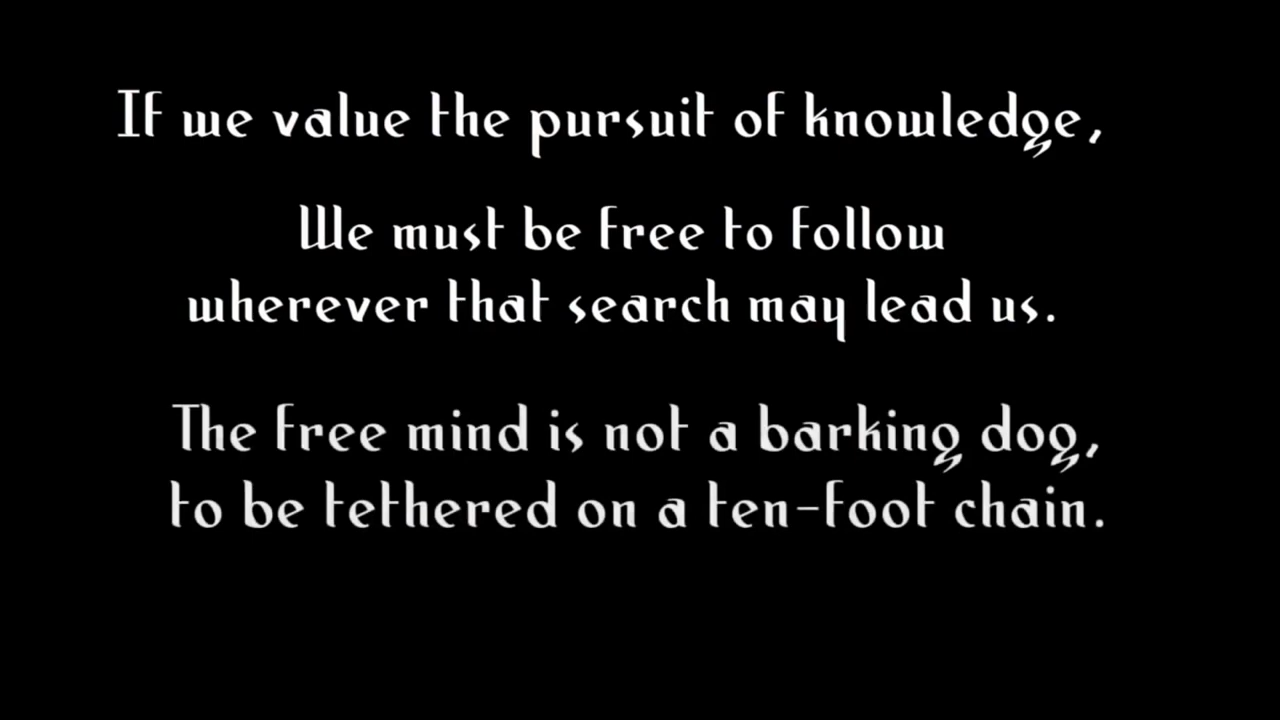 If we value the pursuit of knowledge,
We must be free to follow
wherever that search may lead us.
The free mind is not a barking dog,
to be tethered on a ten-foot chain.